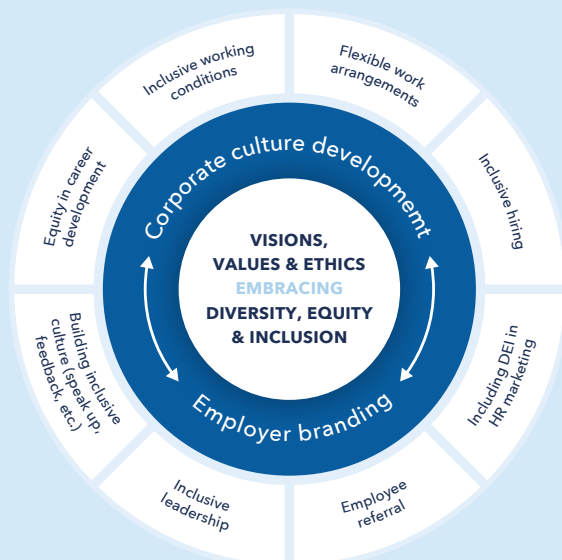 Inclusive working
conditions
Flexible work
arrangements
Inclusive hiring
Including DEI in
HR marketing
Employee
referral
Inclusive
leadership
Building inclusive
culture (speak up,
feedback, etc.)
Equity in career
development
Corporate culture developmemt
VISIONS,
VALUES & ETHICS
EMBRACING
DIVERSITY, EQUITY
& INCLUSION
Employer branding